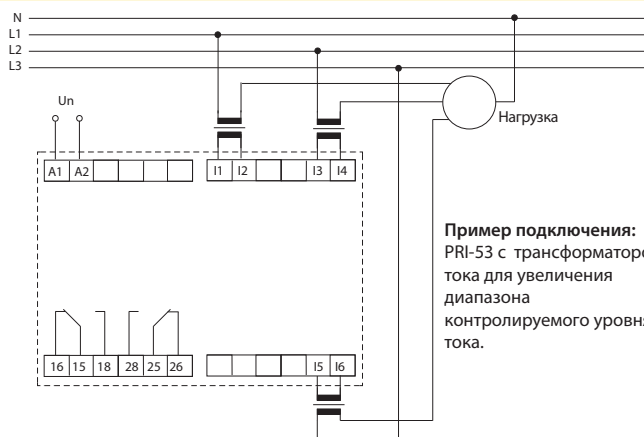 N
L1
L2
L3
Un
Нагрузка
A1 A2 I1 I2 I3 I4
Пример подключения:
PRI-53 с трансформаторо
тока для увеличения
диапазона
контролируемого уровня
тока.
16 15 18 28 25 26 I5 I6